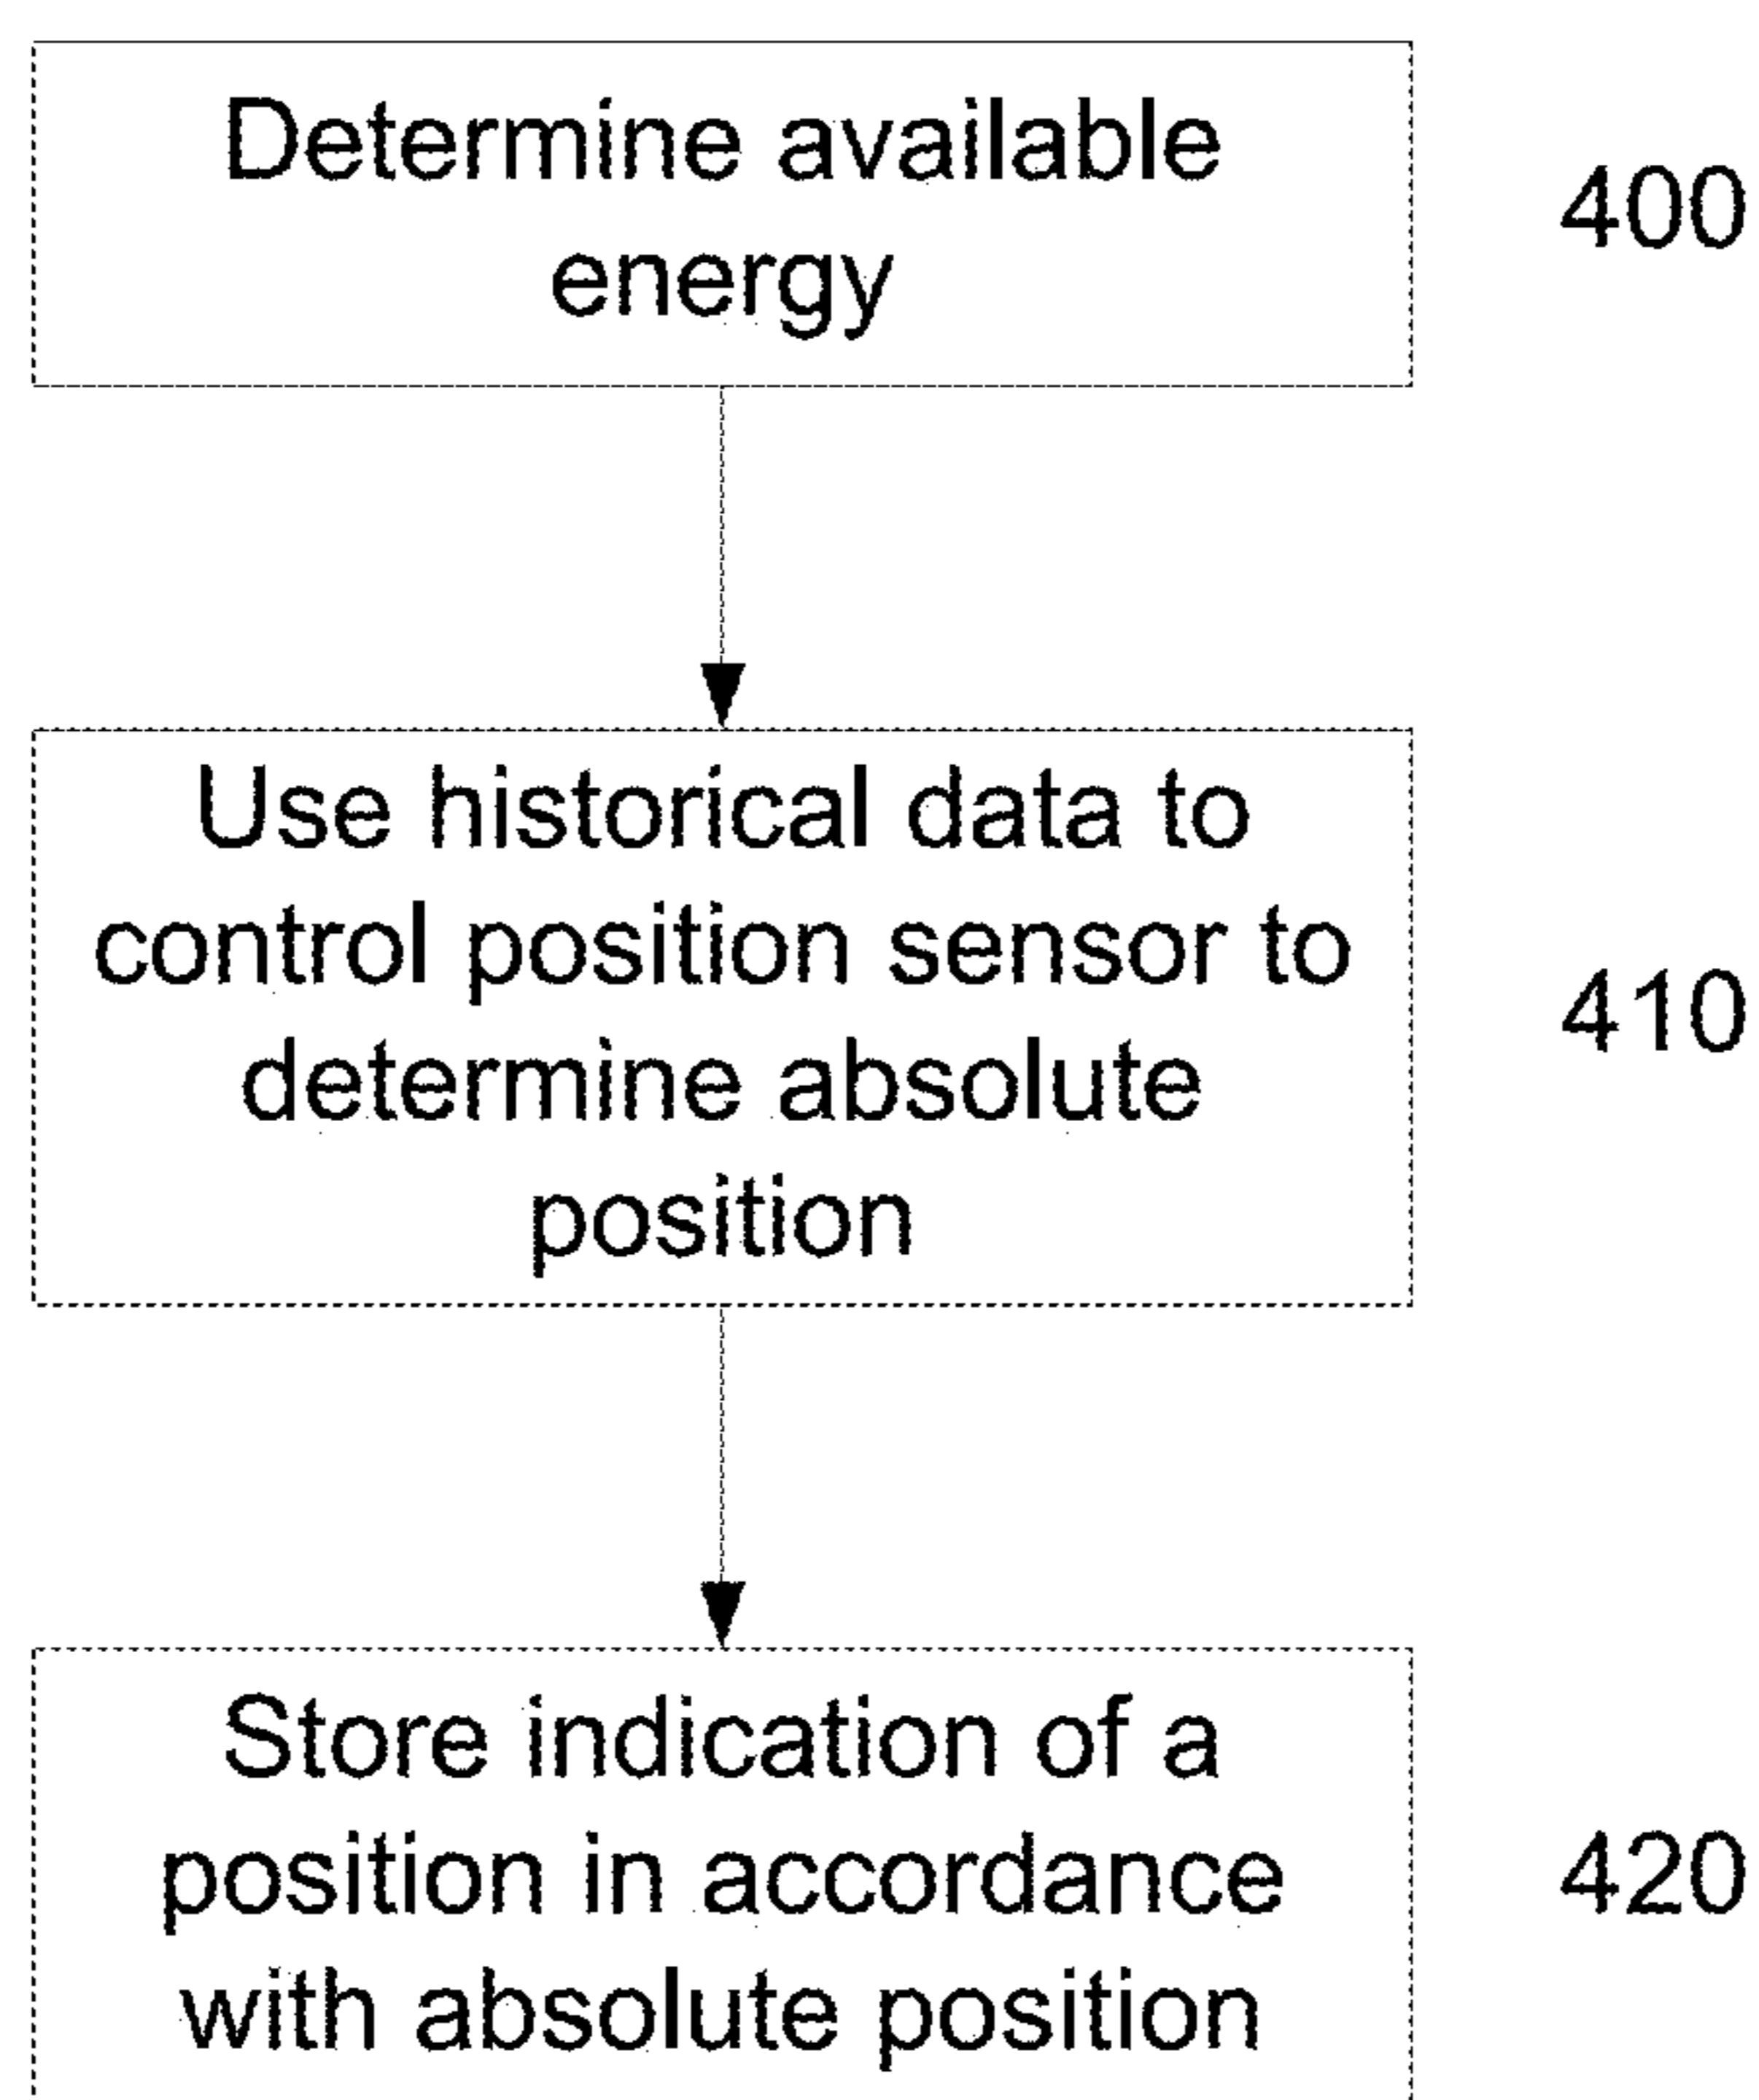 Determine available
energy
400
Use historical data to
control position sensor to
determine absolute
position
410
Store indication of a
position in accordance
with absolute position
420